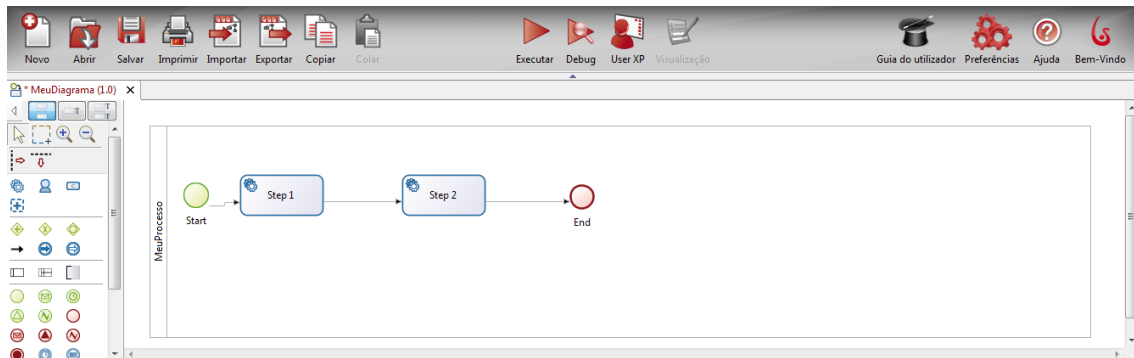 Novo Abrir Salvar Imprimir Importar Exportar Copiar Colar Executar Debug User XP Visualização Guia do utilizador Preferências Ajuda Bem-Vindo
* MeuDiagrama (1.0)
MeuProcesso
Start
Step 1
Step 2
End